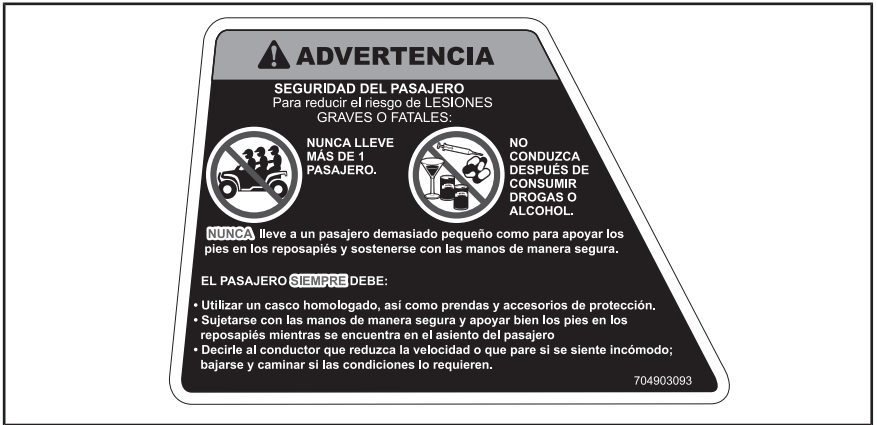 ADVERTENCIA
SEGURIDAD DEL PASAJERO
Para reducir el riesgo de LESIONES
GRAVES O FATALES:
NUNCA LLEVE
MÁS DE 1
PASAJERO.
NO
CONDUZCA
DESPUÉS DE
CONSUMIR
DROGAS O
ALCOHOL.
NUNCA lleve a un pasajero demasiado pequeño como para apoyar los
pies en los reposapiés y sostenerse con las manos de manera segura.
EL PASAJERO SIEMPRE DEBE:
• Utilizar un casco homologado, así como prendas y accesorios de protección.
• Sujetarse con las manos de manera segura y apoyar bien los pies en los
reposapiés mientras se encuentra en el asiento del pasajero
• Decirle al conductor que reduzca la velocidad o que pare si se siente incómodo;
bajarse y caminar si las condiciones lo requieren.
704903093